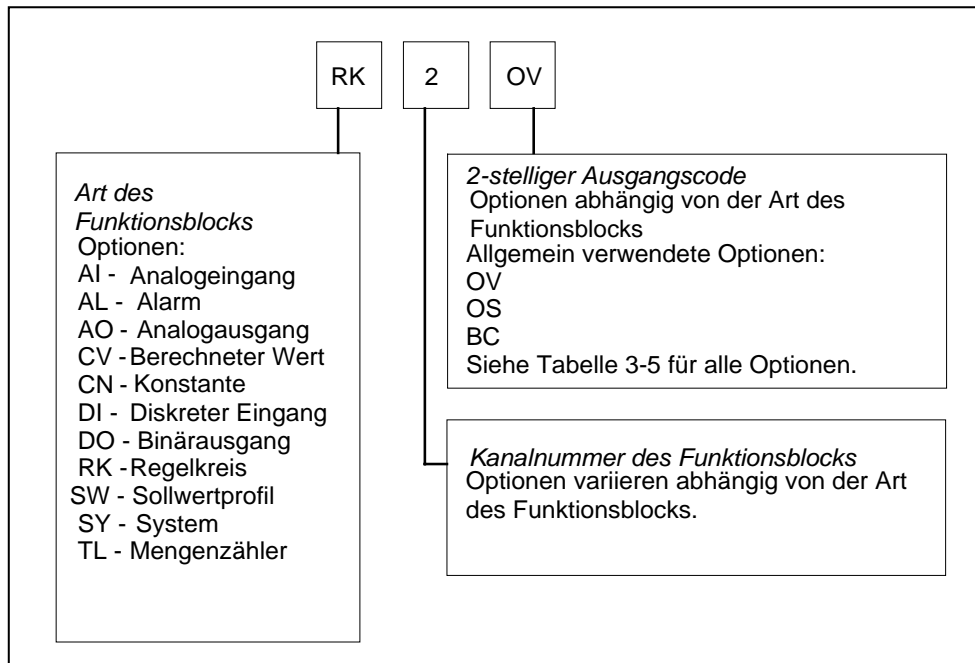 RK 2 OV
Art des
Funktionsblocks
Optionen:
AI - Analogeingang
AL - Alarm
AO - Analogausgang
CV - Berechneter Wert
CN - Konstante
DI - Diskreter Eingang
DO - Binärausgang
RK - Regelkreis
SW - Sollwertprofil
SY - System
TL - Mengenzähler
2-stelliger Ausgangscode
Optionen abhängig von der Art des
Funktionsblocks
Allgemein verwendete Optionen:
OV
OS
BC
Siehe Tabelle 3-5 für alle Optionen.
Kanalnummer des Funktionsblocks
Optionen variieren abhängig von der Art
des Funktionsblocks.